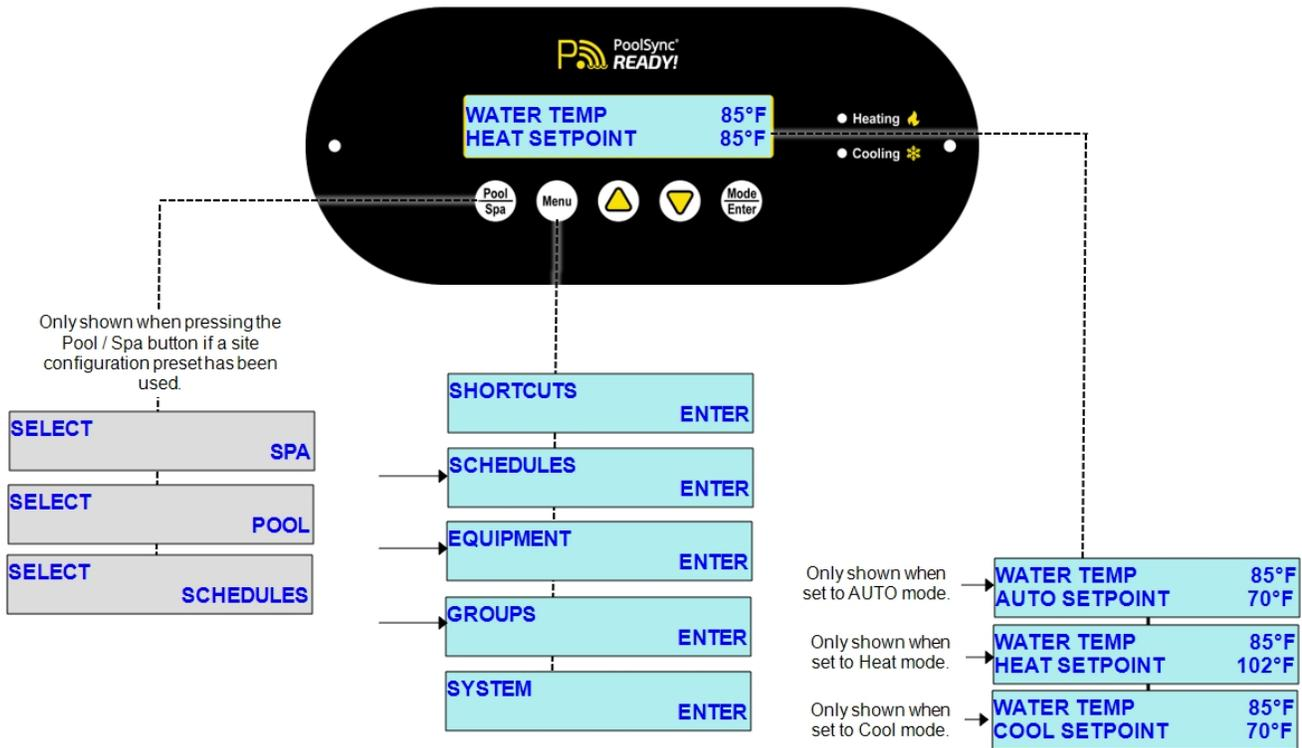 PoolSync®
READY!
WATER TEMP 85°F
HEAT SETPOINT 85°F
Heating
Cooling
Pool
Spa
Menu
Mode
Enter
Only shown when pressing the
Pool / Spa button if a site
configuration preset has been
used.
SELECT
SPA
SELECT
POOL
SELECT
SCHEDULES
SHORTCUTS
ENTER
SCHEDULES
ENTER
EQUIPMENT
ENTER
GROUPS
ENTER
SYSTEM
ENTER
Only shown when
set to AUTO mode.
WATER TEMP 85°F
AUTO SETPOINT 70°F
Only shown when
set to Heat mode.
WATER TEMP 85°F
HEAT SETPOINT 102°F
Only shown when
set to Cool mode.
WATER TEMP 85°F
COOL SETPOINT 70°F